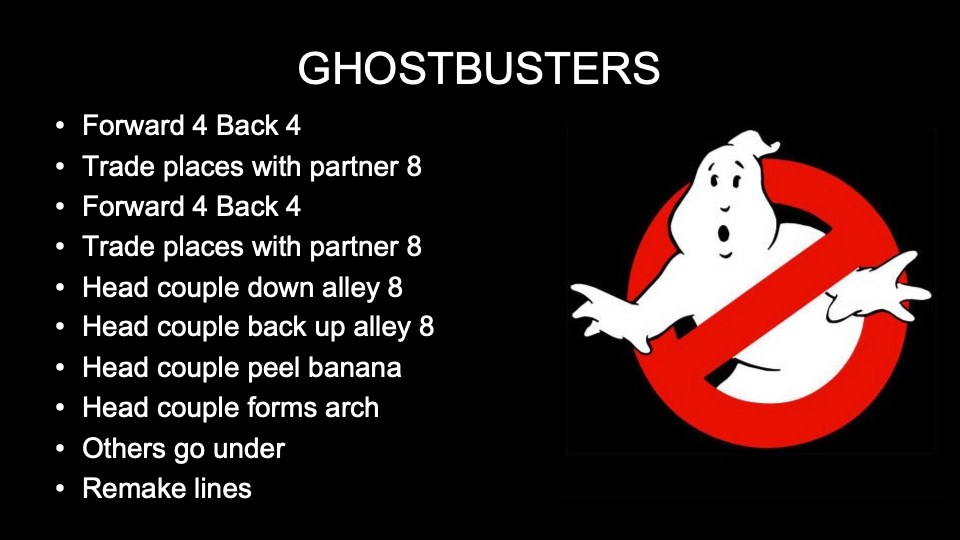 GHOSTBUSTERS
• Forward 4 Back 4
• Trade places with partner 8
• Forward 4 Back 4
• Trade places with partner 8
• Head couple down alley 8
• Head couple back up alley 8
• Head couple peel banana
• Head couple forms arch
• Others go under
• Remake lines